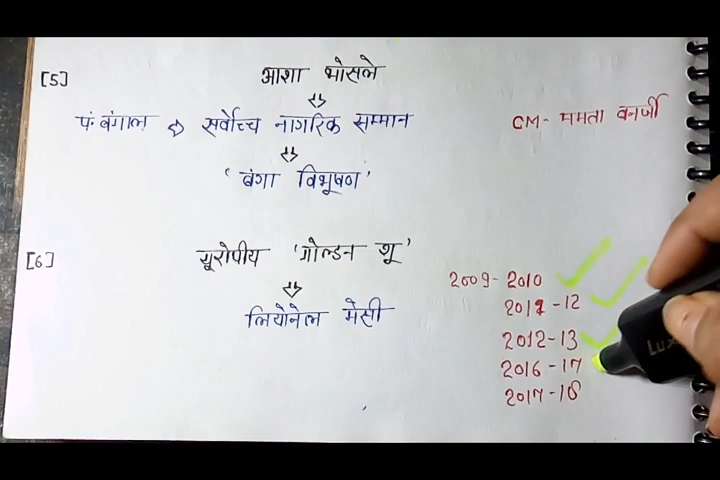 [5] आशा भोसले
प. बंगाल ⇨ सर्वोच्च नागरिक सम्मान CM- ममता बनर्जी
'बंगा विभूषण'
[6] यूरोपीय 'गोल्डन शू'
2009-2010
लियोनेल मेसी
2011-12
2012-13
2016-17
2017-18
LUX